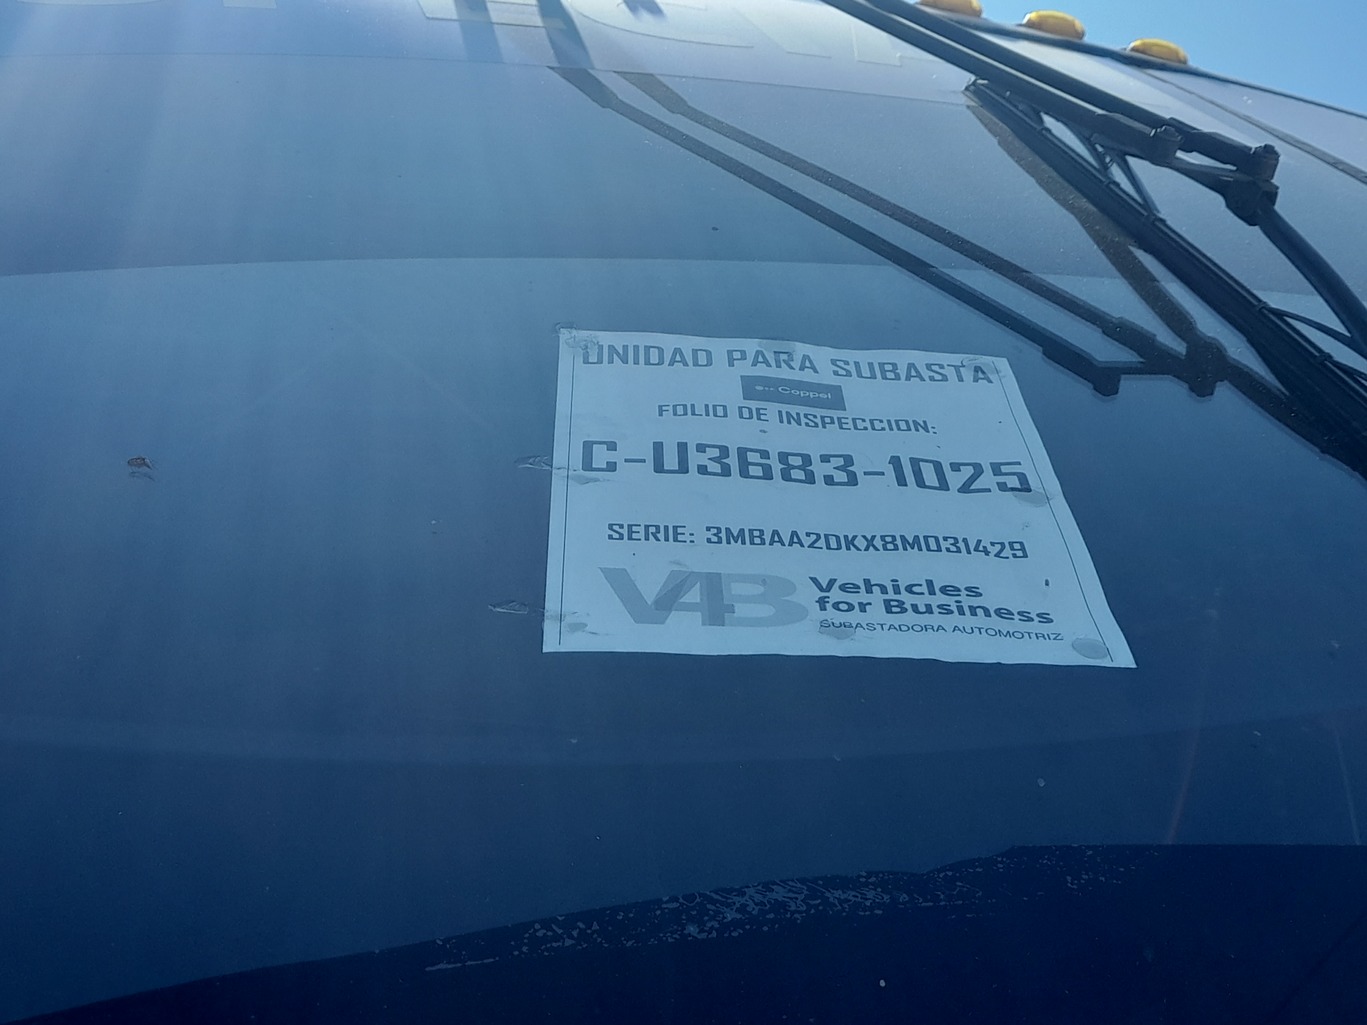 UNIDAD PARA SUBASTA
Coppel
FOLIO DE INSPECCION:
C-U3683-1025
SERIE: 3MBAA2DKX8M031429
V4B Vehicles
for Business
SUBASTADORA AUTOMOTRIZ